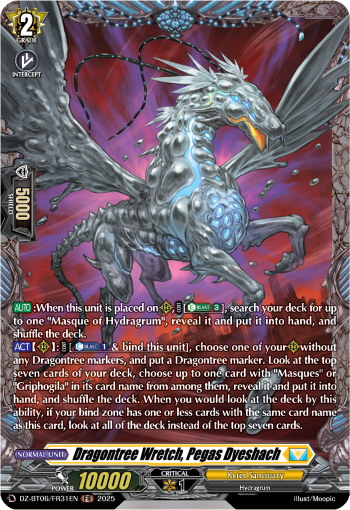 2
GRADE
INTERCEPT
5000
SHIELD
AUTO :When this unit is placed on R, COST [C BLAST 3], search your deck for up
to one "Masque of Hydragrum", reveal it and put it into hand, and
shuffle the deck.
ACT【R】: COST [C BLAST 1 & bind this unit], choose one of your R without
any Dragontree markers, and put a Dragontree marker. Look at the top
seven cards of your deck, choose up to one card with "Masques" or
"Griphogila" in its card name from among them, reveal it and put it into
hand, and shuffle the deck. When you would look at the deck by this
ability, if your bind zone has one or less cards with the same card name
as this card, look at all of the deck instead of the top seven cards.
NORMAL UNIT
Dragontree Wretch, Pegas Dyeshach
POWER
10000
CRITICAL
1
Keter Sanctuary
Hydragrum
D DZ-BT06/FR31EN FR 2025
illust/Moopic